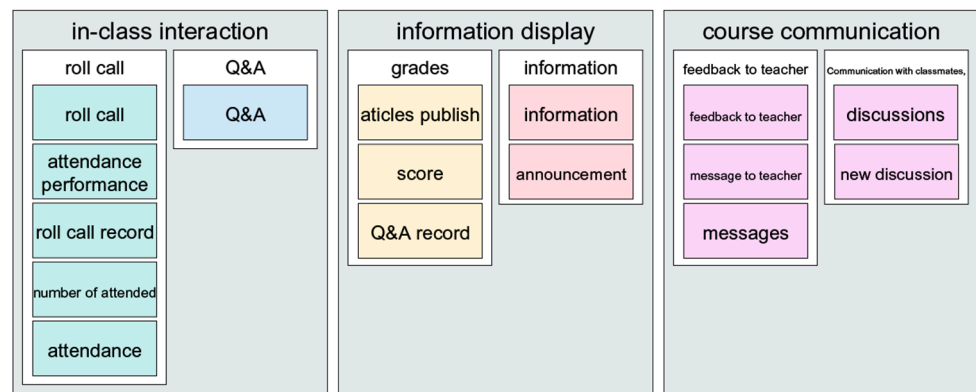 in-class interaction
roll call
roll call
attendance
performance
roll call record
number of attended
attendance
Q&A
Q&A
information display
grades
aticles publish
score
Q&A record
information
information
announcement
course communication
feedback to teacher
feedback to teacher
message to teacher
messages
Communication with classmates,
discussions
new discussion